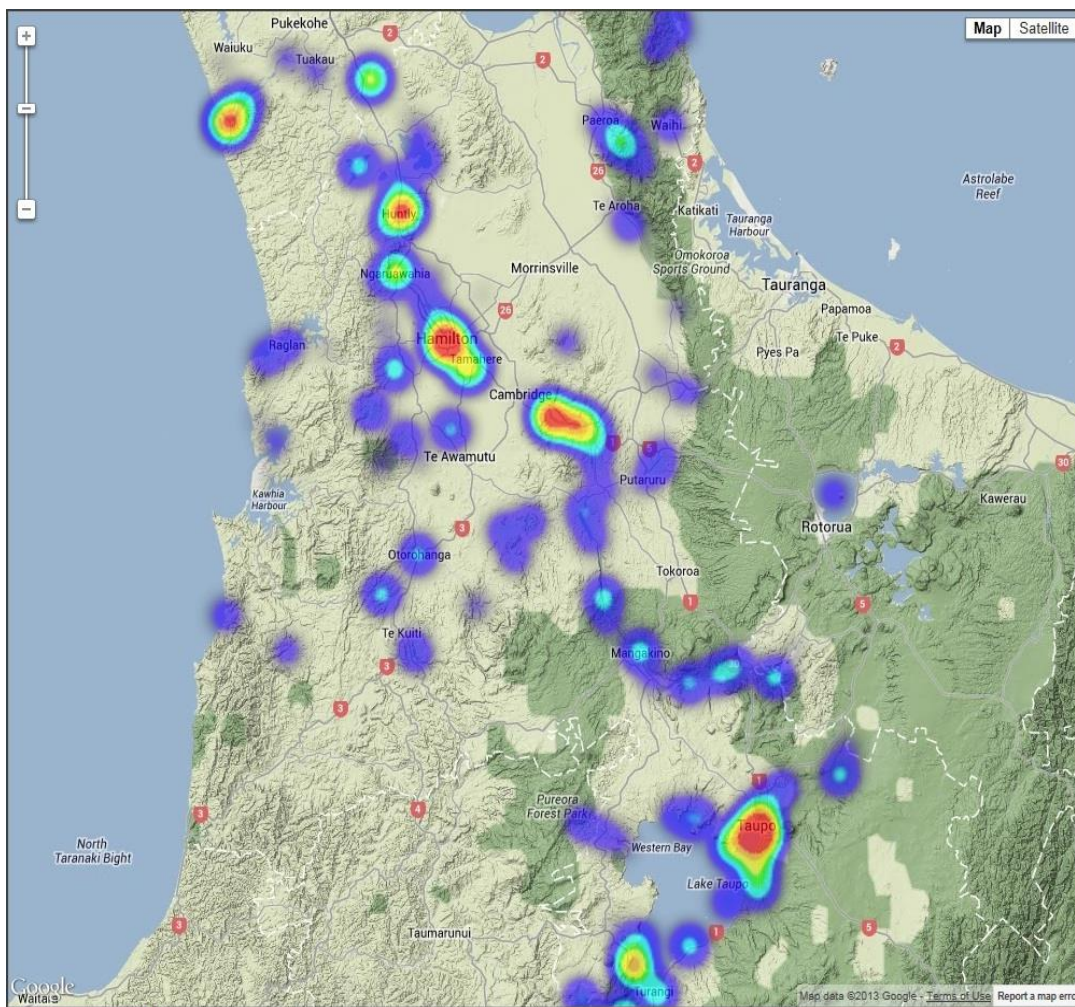 Pukekohe
Map Satellite
Waiuku
2
Tuakau
2
Paeroa
Waihi
2
26
Astrolabe
Reef
Te Aroha
Katikati
Huntly
Tauranga
Harbour
Omokoroa
Sports Ground
Ngaruawahia
Morrinsville
Tauranga
26
Papamoa
Hamilton
Te Puke
2
Raglan
Tamahere
Pyes Pa
Cambridge
1
5
30
Te Awamutu
Putaruru
Kawhia
Harbour
Kawerau
3
Rotorua
Otorohanga
Tokoroa
1
5
Te Kuiti
3
Mangakino
30
3
1
Pureora
Forest Park
3
4
Taupo
North
Taranaki Bight
Western Bay
Lake Taupo
3
Taumarunui
1
5
Turangi
Google
Waitara
Map data ©2013 Google - Terms of Use Report a map error